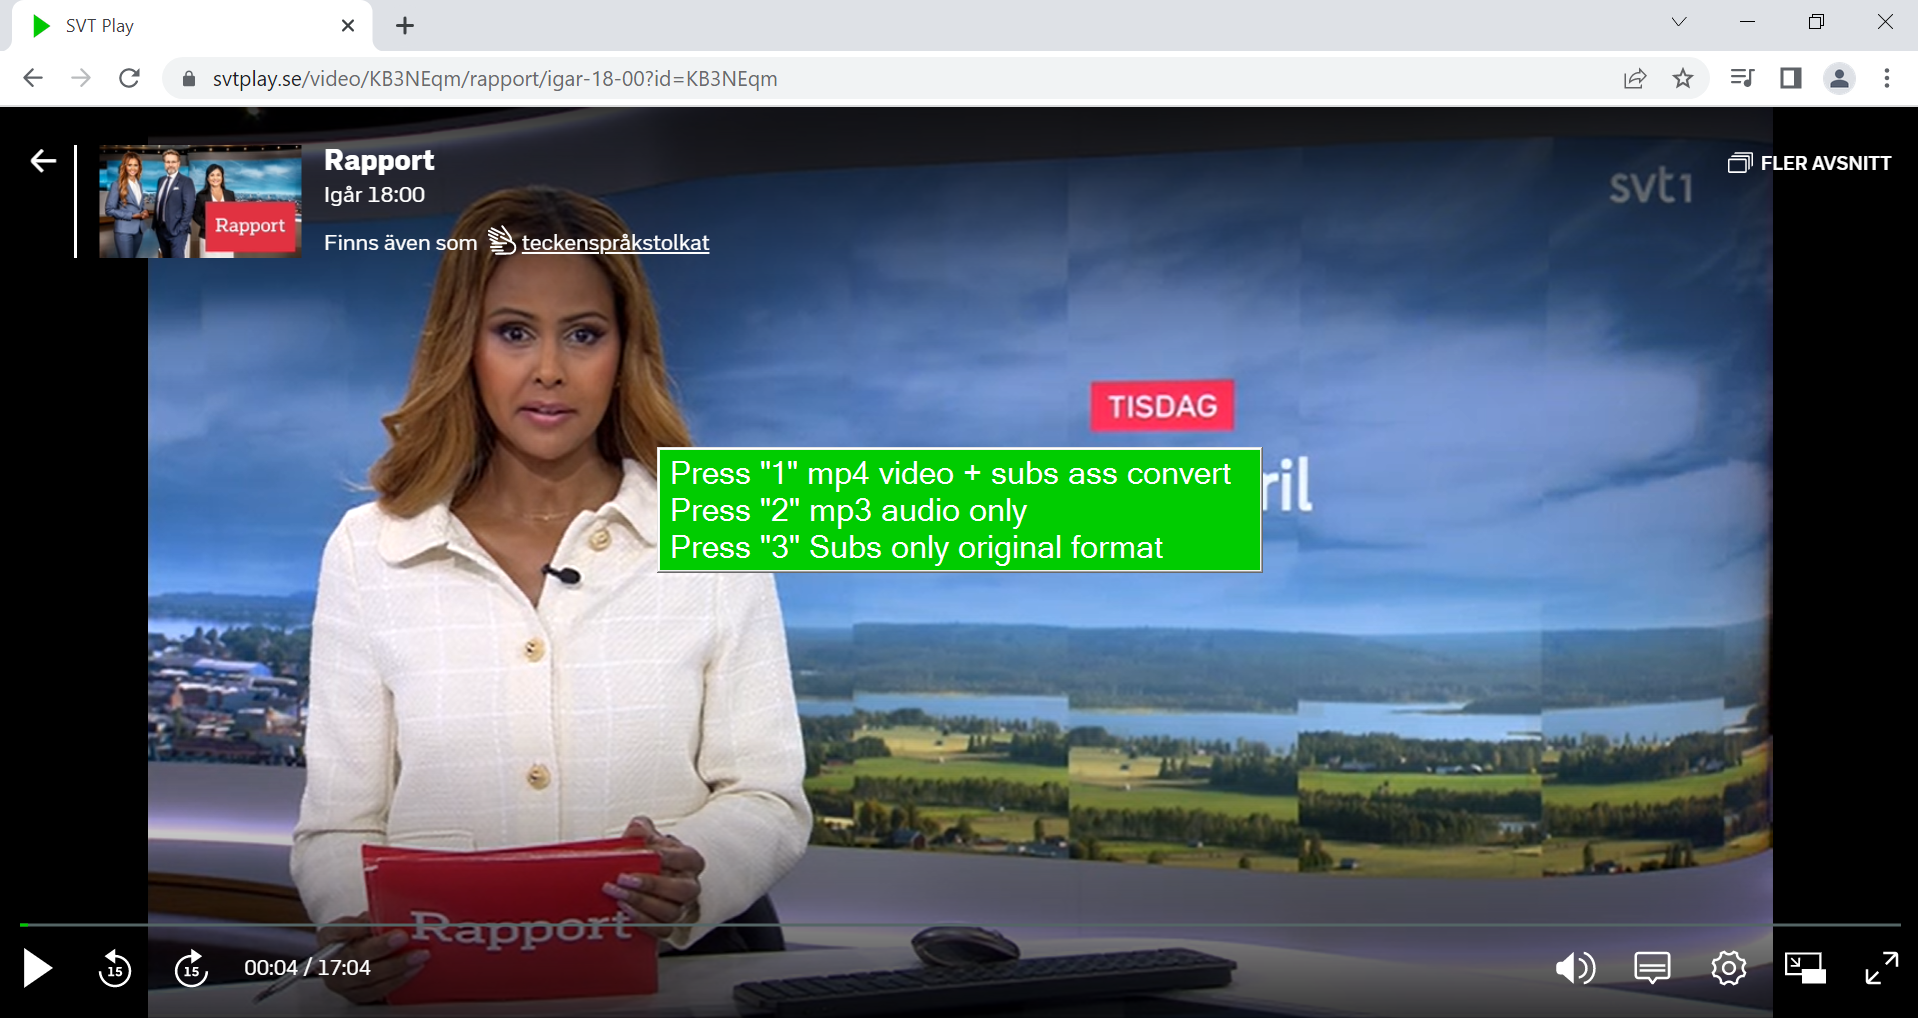 SVT Play
svtplay.se/video/KB3NEqm/rapport/igar-18-00?id=KB3NEqm
Rapport
Rapport
Igår 18:00
Finns även som teckenspråkstolkat
FLER AVSNITT
svt1
TISDAG
ril
Press "1" mp4 video + subs ass convert
Press "2" mp3 audio only
Press "3" Subs only original format
Rapport
15
15
00:04 / 17:04